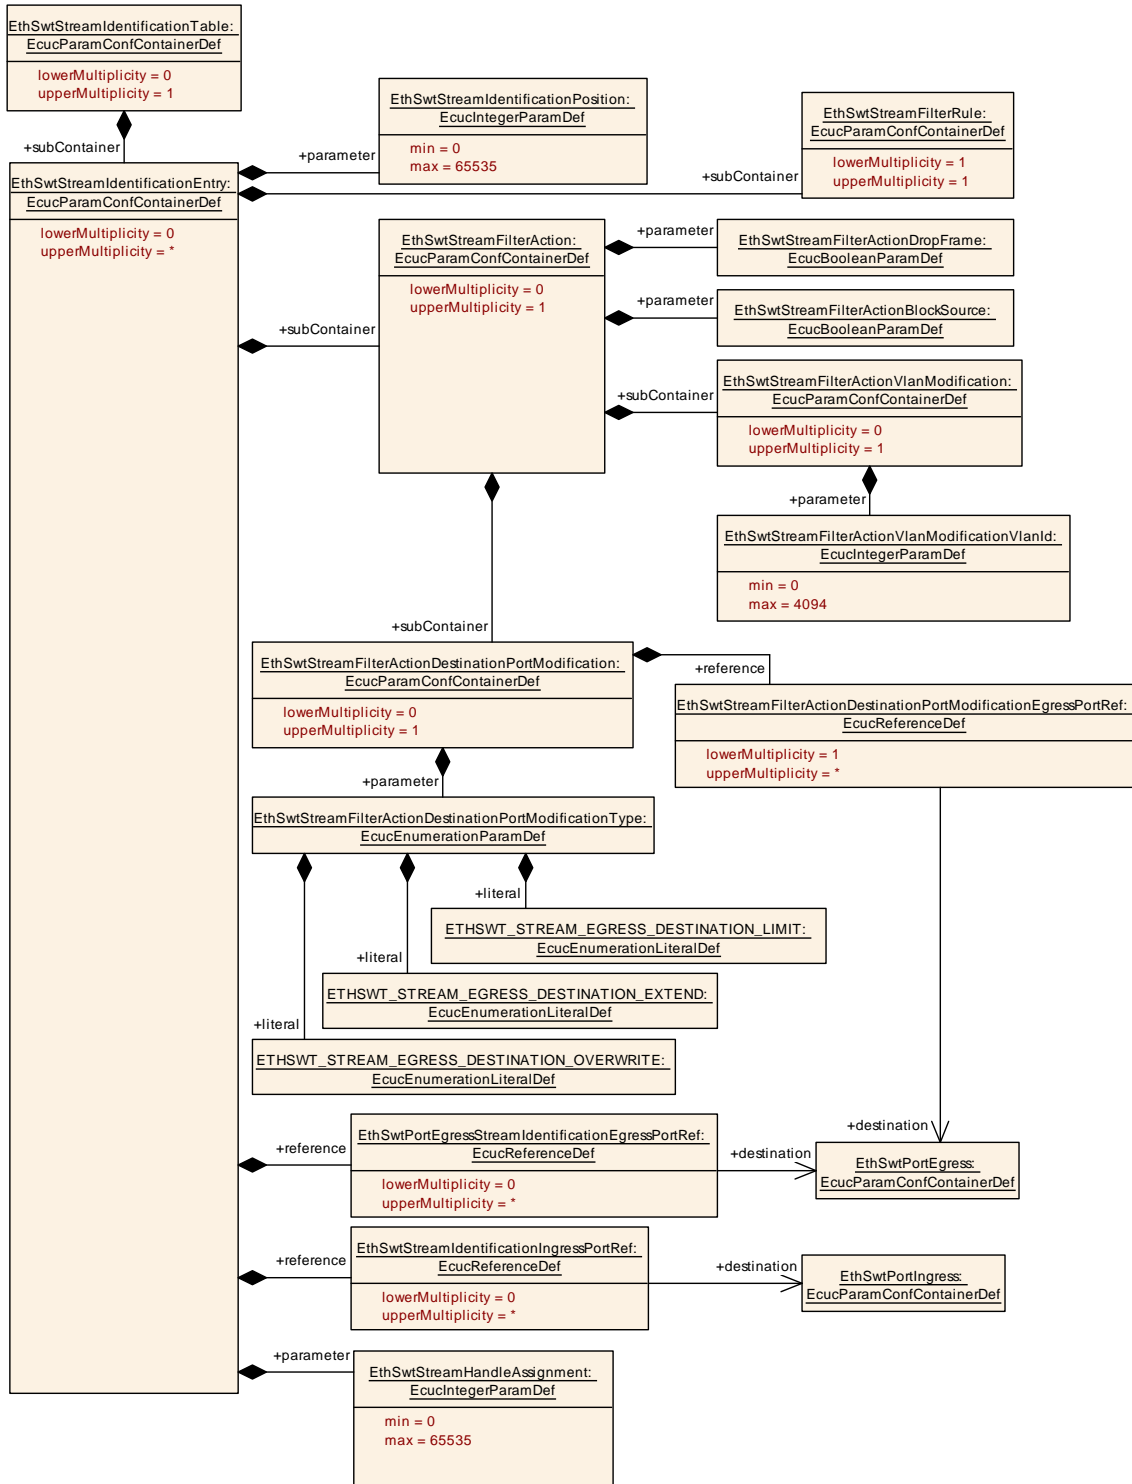 EthSwtStreamIdentificationTable:
EcucParamConfContainerDef
lowerMultiplicity = 0
upperMultiplicity = 1
+subContainer
EthSwtStreamIdentificationEntry:
EcucParamConfContainerDef
lowerMultiplicity = 0
upperMultiplicity = *
+parameter
EthSwtStreamIdentificationPosition:
EcucIntegerParamDef
min = 0
max = 65535
+subContainer
EthSwtStreamFilterRule:
EcucParamConfContainerDef
lowerMultiplicity = 1
upperMultiplicity = 1
+subContainer
EthSwtStreamFilterAction:
EcucParamConfContainerDef
lowerMultiplicity = 0
upperMultiplicity = 1
+parameter
EthSwtStreamFilterActionDropFrame:
EcucBooleanParamDef
+parameter
EthSwtStreamFilterActionBlockSource:
EcucBooleanParamDef
+subContainer
EthSwtStreamFilterActionVlanModification:
EcucParamConfContainerDef
lowerMultiplicity = 0
upperMultiplicity = 1
+parameter
EthSwtStreamFilterActionVlanModificationVlanId:
EcucIntegerParamDef
min = 0
max = 4094
+subContainer
EthSwtStreamFilterActionDestinationPortModification:
EcucParamConfContainerDef
lowerMultiplicity = 0
upperMultiplicity = 1
+reference
EthSwtStreamFilterActionDestinationPortModificationEgressPortRef:
EcucReferenceDef
lowerMultiplicity = 1
upperMultiplicity = *
+parameter
EthSwtStreamFilterActionDestinationPortModificationType:
EcucEnumerationParamDef
+literal
ETHSWT_STREAM_EGRESS_DESTINATION_LIMIT:
EcucEnumerationLiteralDef
+literal
ETHSWT_STREAM_EGRESS_DESTINATION_EXTEND:
EcucEnumerationLiteralDef
+literal
ETHSWT_STREAM_EGRESS_DESTINATION_OVERWRITE:
EcucEnumerationLiteralDef
+reference
EthSwtPortEgressStreamIdentificationEgressPortRef:
EcucReferenceDef
lowerMultiplicity = 0
upperMultiplicity = *
+destination
+destination
EthSwtPortEgress:
EcucParamConfContainerDef
+reference
EthSwtStreamIdentificationIngressPortRef:
EcucReferenceDef
lowerMultiplicity = 0
upperMultiplicity = *
+destination
EthSwtPortIngress:
EcucParamConfContainerDef
+parameter
EthSwtStreamHandleAssignment:
EcucIntegerParamDef
min = 0
max = 65535